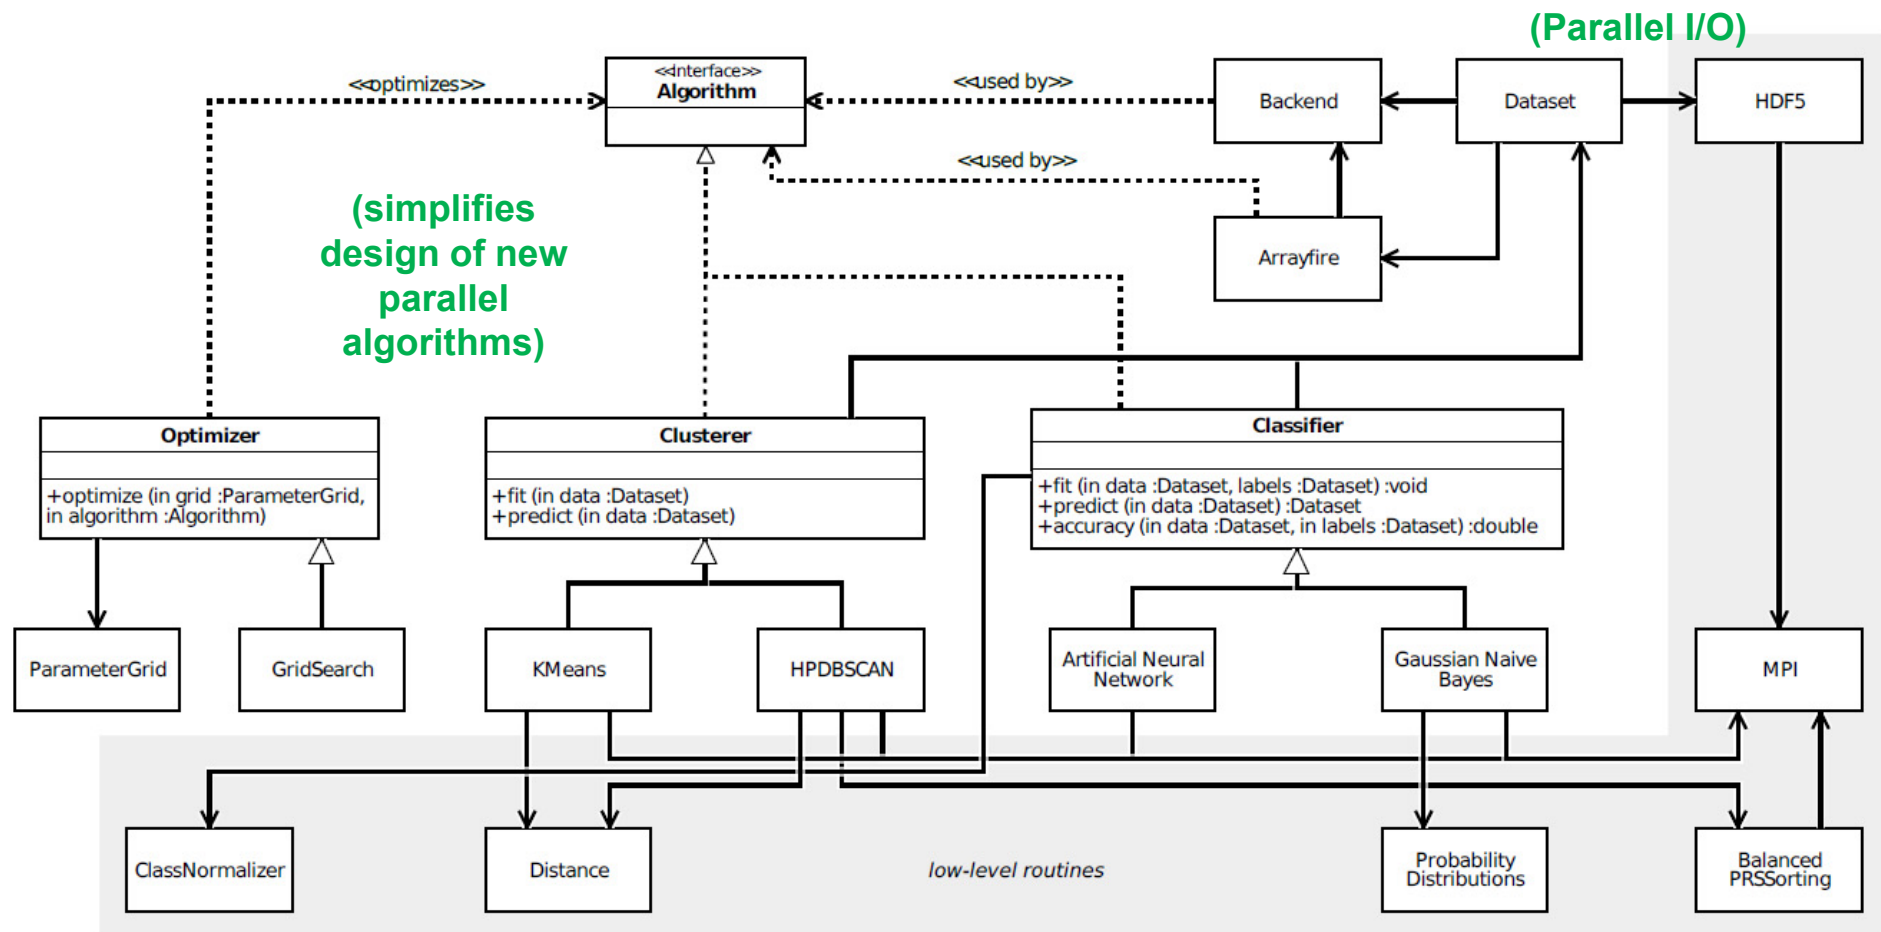 (Parallel I/O)
<<optimizes>>
<<interface>>
Algorithm
<<used by>>
Backend
Dataset
HDF5
<<used by>>
(simplifies
design of new
parallel
algorithms)
Arrayfire
Optimizer
+optimize (in grid :ParameterGrid,
in algorithm :Algorithm)
Clusterer
+fit (in data :Dataset)
+predict (in data :Dataset)
Classifier
+fit (in data :Dataset, labels :Dataset) :void
+predict (in data :Dataset) :Dataset
+accuracy (in data :Dataset, in labels :Dataset) :double
ParameterGrid
GridSearch
KMeans
HPDBSCAN
Artificial Neural
Network
Gaussian Naive
Bayes
MPI
ClassNormalizer
Distance
low-level routines
Probability
Distributions
Balanced
PRSSorting